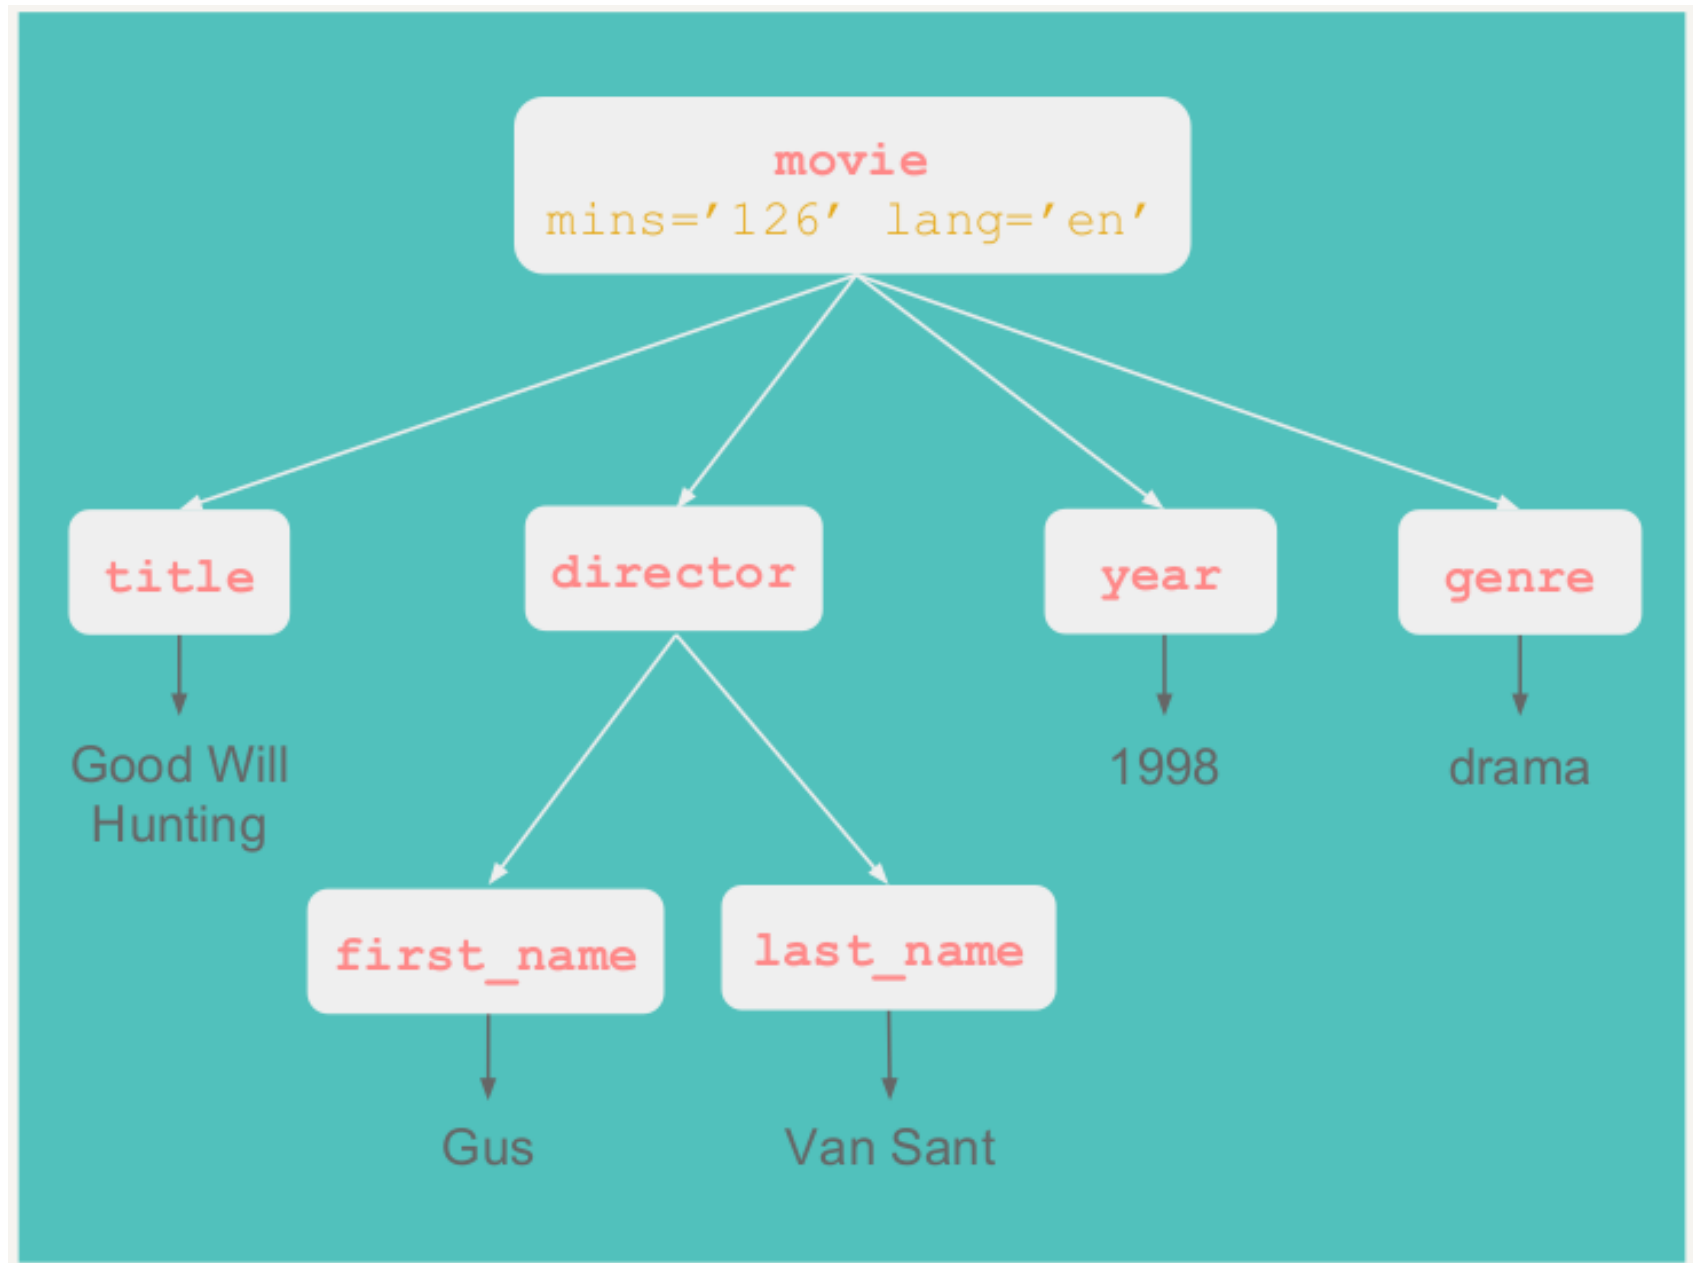 movie
mins=’126’ lang=’en’
title
director
year
genre
Good Will
Hunting
1998
drama
first_name
last_name
Gus
Van Sant